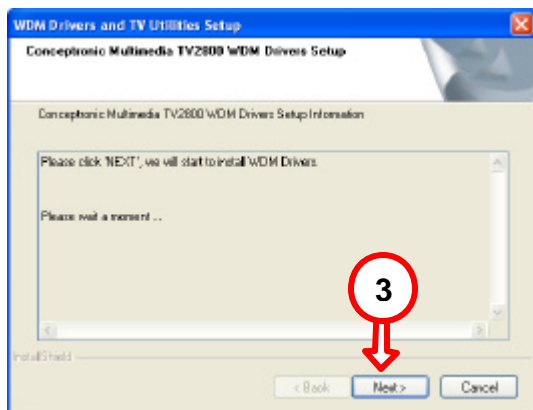 WDM Drivers and TV Utilities Setup
Conceptronic Multimedia TV2800 WDM Drivers Setup
Conceptronic Multimedia TV2800 WDM Drivers Setup Information
Please click 'NEXT', we will start to install WDM Drivers.
Please wait a moment ...
3
InstallShield
< Back Next > Cancel